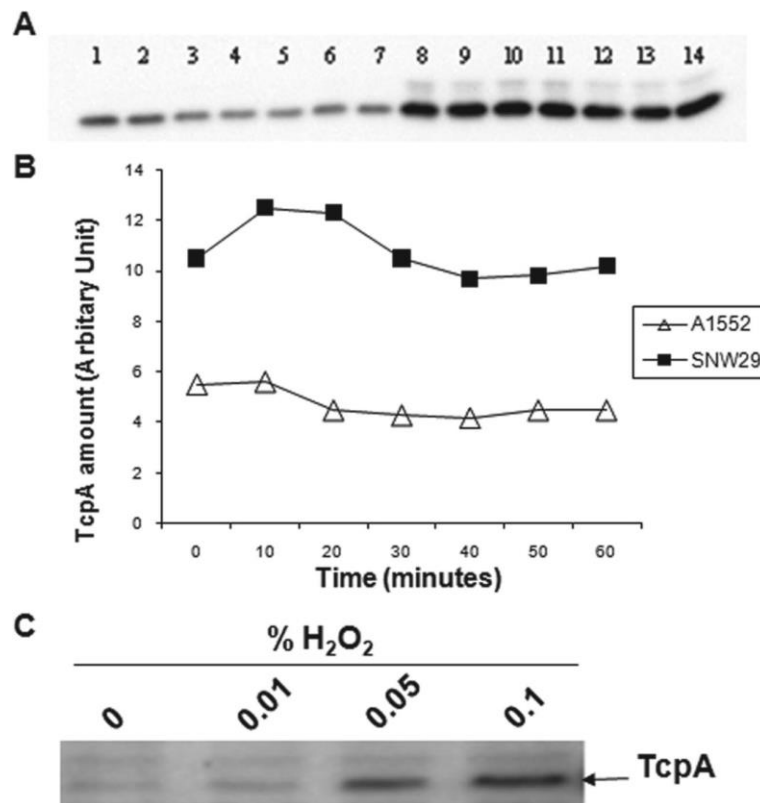 A
1 2 3 4 5 6 7 8 9 10 11 12 13 14
B
TcpA amount (Arbitary Unit)
14
12
10
8
6
4
2
0
0 10 20 30 40 50 60
Time (minutes)
A1552
SNW29
C
% H₂O₂
0 0.01 0.05 0.1
TcpA